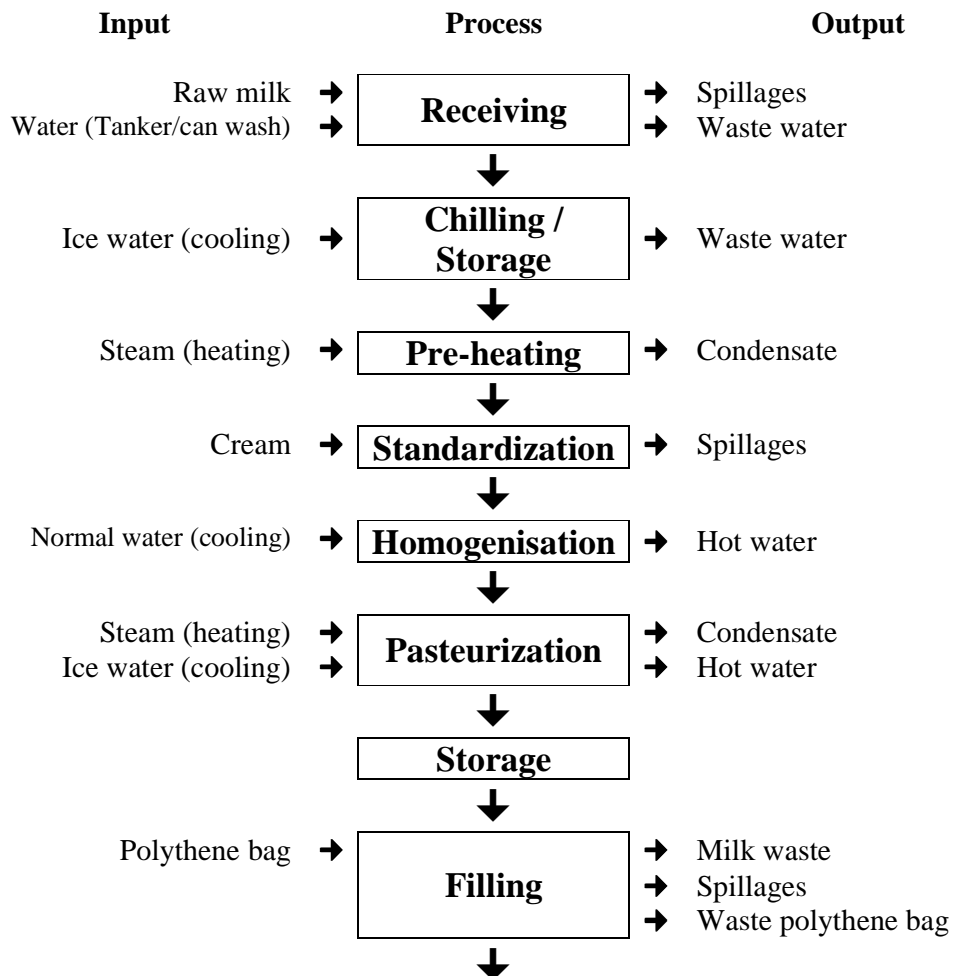 Input Process Output
Raw milk → Receiving → Spillages
Water (Tanker/can wash) → → Waste water
Ice water (cooling) → Chilling / Storage → Waste water
Steam (heating) → Pre-heating → Condensate
Cream → Standardization → Spillages
Normal water (cooling) → Homogenisation → Hot water
Steam (heating) → Pasteurization → Condensate
Ice water (cooling) → → Hot water
Storage
Polythene bag → Filling → Milk waste
→ Spillages
→ Waste polythene bag